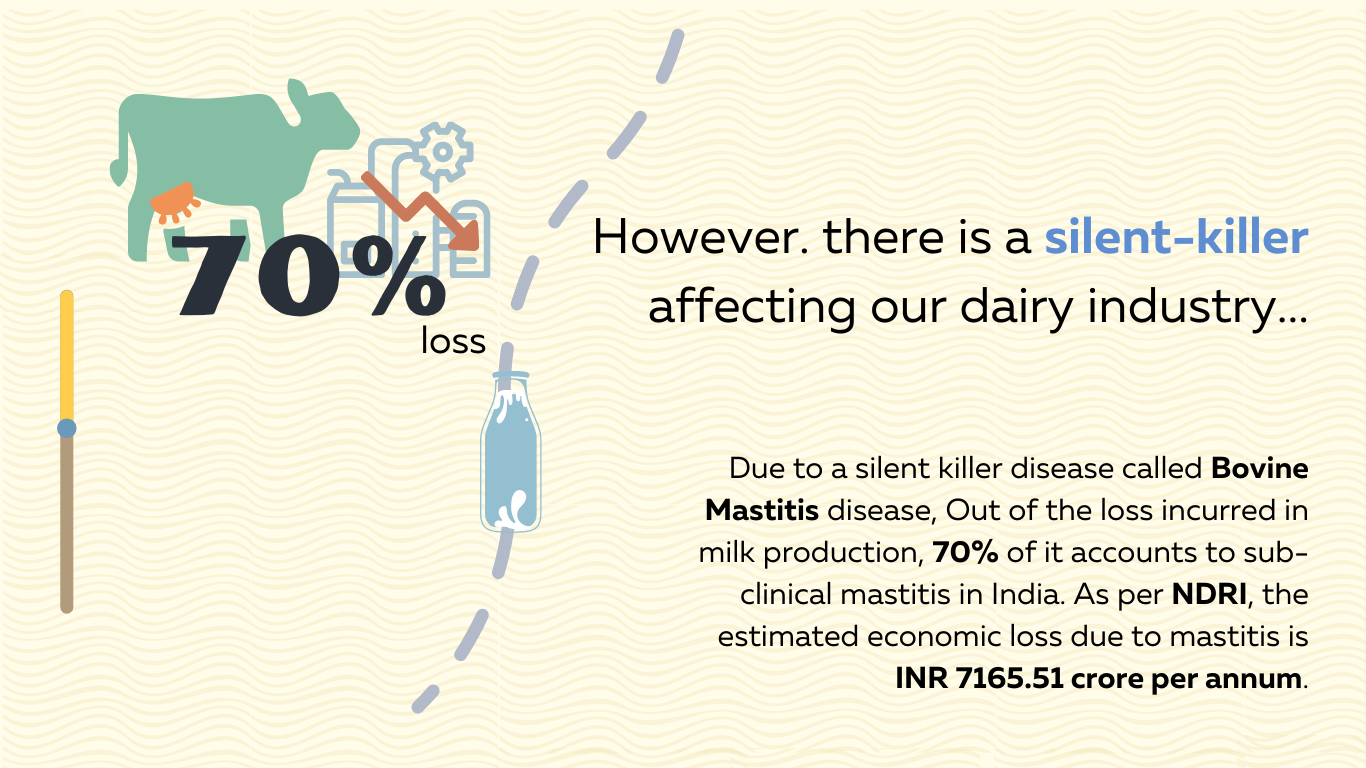 70%
loss
However. there is a silent-killer
affecting our dairy industry...
Due to a silent killer disease called Bovine
Mastitis disease, Out of the loss incurred in
milk production, 70% of it accounts to sub-
clinical mastitis in India. As per NDRI, the
estimated economic loss due to mastitis is
INR 7165.51 crore per annum.